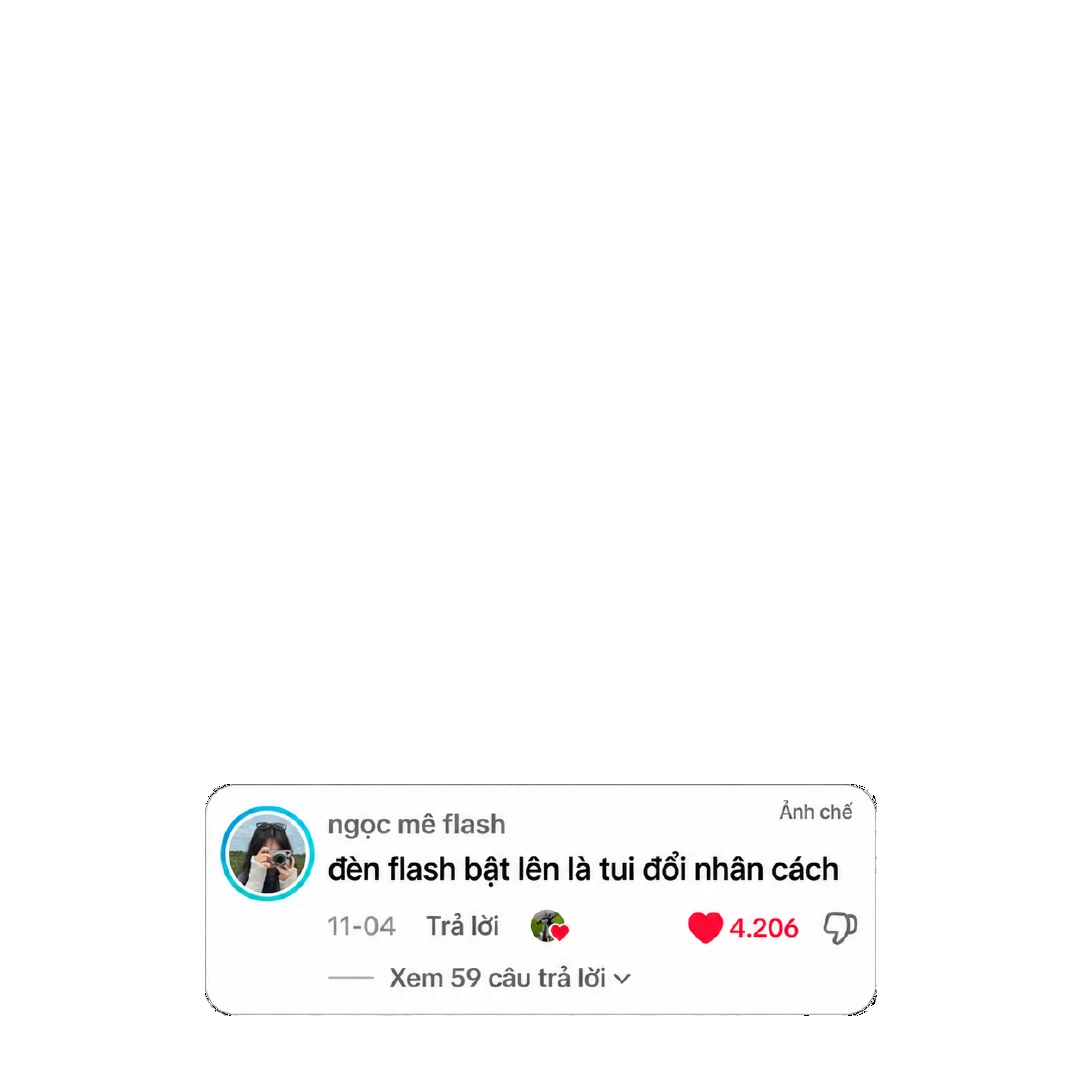 ngọc mê flash
Ảnh chế
đèn flash bật lên là tui đổi nhân cách
11-04 Trả lời 4.206
Xem 59 câu trả lời